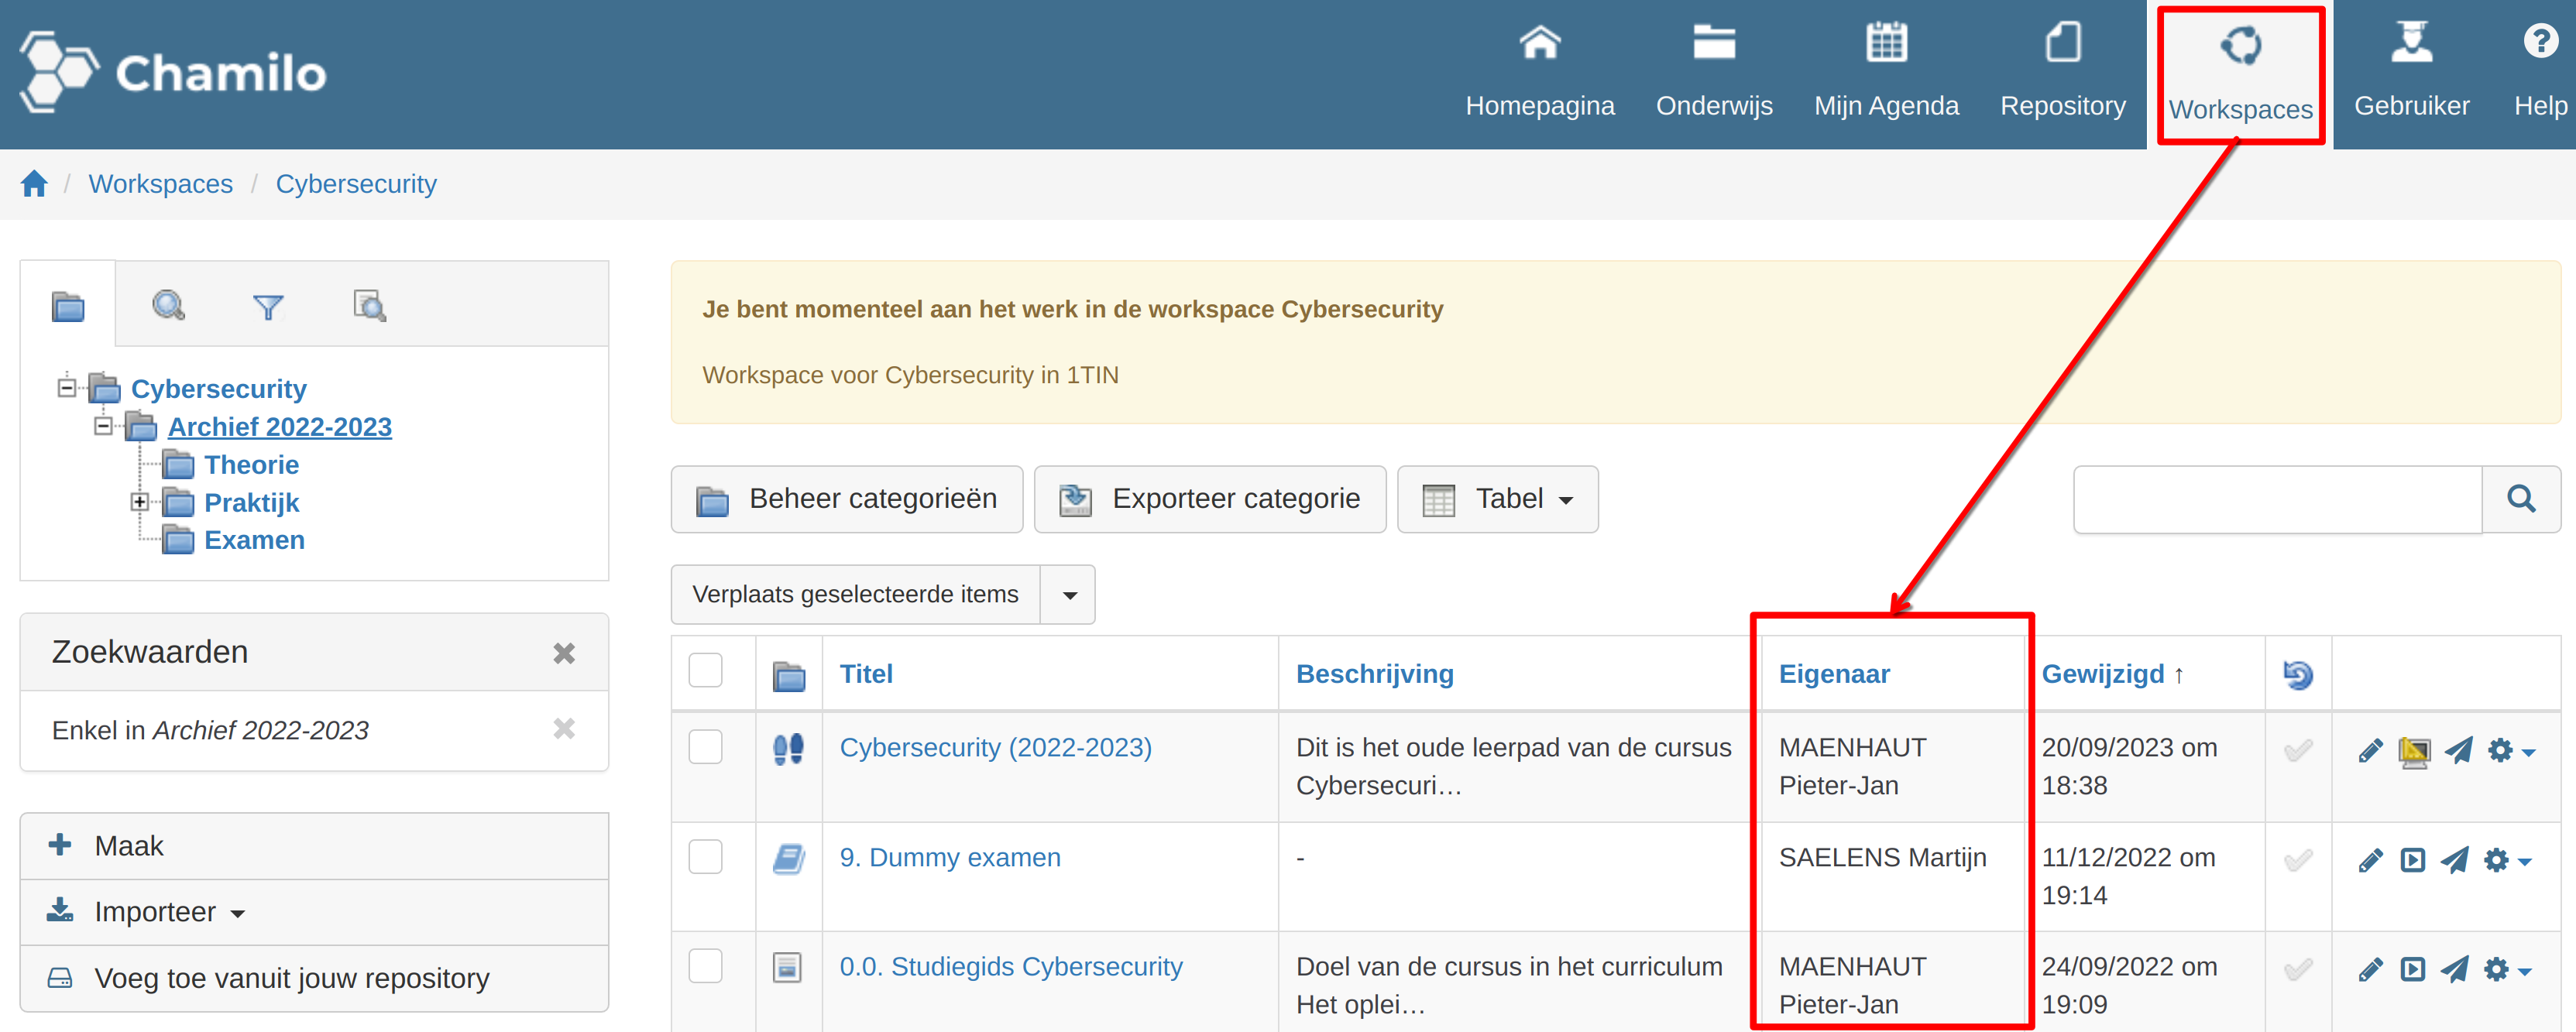 Chamilo
Homepagina
Onderwijs
Mijn Agenda
Repository
Workspaces
Gebruiker
Help
/ Workspaces / Cybersecurity
Cybersecurity
Archief 2022-2023
Theorie
Praktijk
Examen
Zoekwaarden
Enkel in Archief 2022-2023
Maak
Importeer
Voeg toe vanuit jouw repository
Je bent momenteel aan het werk in de workspace Cybersecurity
Workspace voor Cybersecurity in 1TIN
Beheer categorieën
Exporteer categorie
Tabel
Verplaats geselecteerde items
Titel
Beschrijving
Eigenaar
Gewijzigd ↑
Cybersecurity (2022-2023)
Dit is het oude leerpad van de cursus
Cybersecuri…
MAENHAUT
Pieter-Jan
20/09/2023 om
18:38
9. Dummy examen
-
SAELENS Martijn
11/12/2022 om
19:14
0.0. Studiegids Cybersecurity
Doel van de cursus in het curriculum
Het oplei…
MAENHAUT
Pieter-Jan
24/09/2022 om
19:09